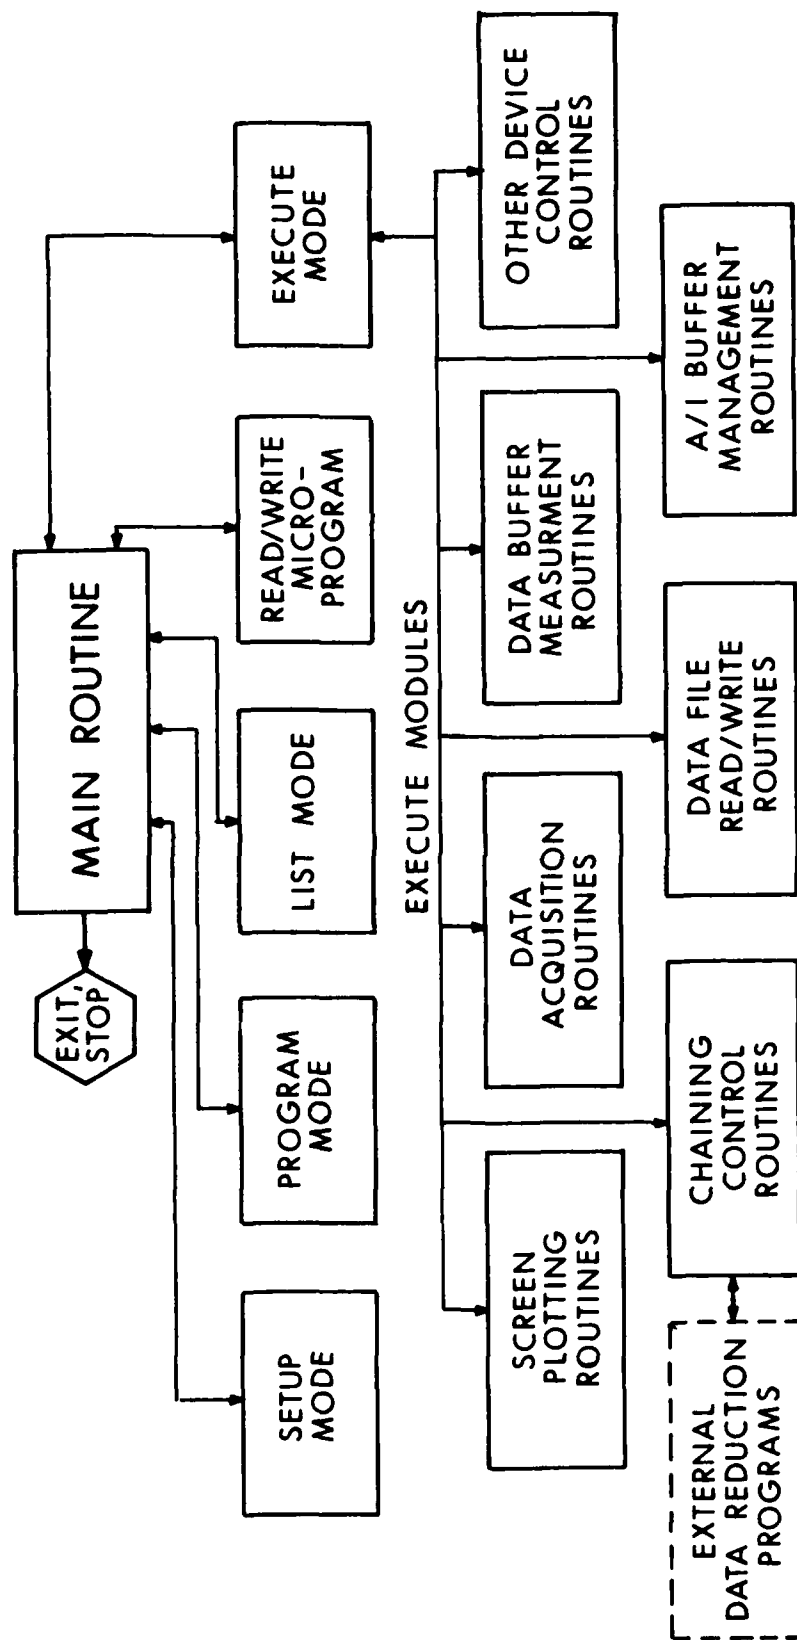 MAIN ROUTINE
EXIT,
STOP
SETUP
MODE
PROGRAM
MODE
LIST MODE
READ/WRITE
MICRO-
PROGRAM
EXECUTE
MODE
EXECUTE MODULES
SCREEN
PLOTTING
ROUTINES
DATA
ACQUISITION
ROUTINES
DATA BUFFER
MEASURMENT
ROUTINES
OTHER DEVICE
CONTROL
ROUTINES
EXTERNAL
DATA REDUCTION
PROGRAMS
CHAINING
CONTROL
ROUTINES
DATA FILE
READ/WRITE
ROUTINES
A/I BUFFER
MANAGEMENT
ROUTINES